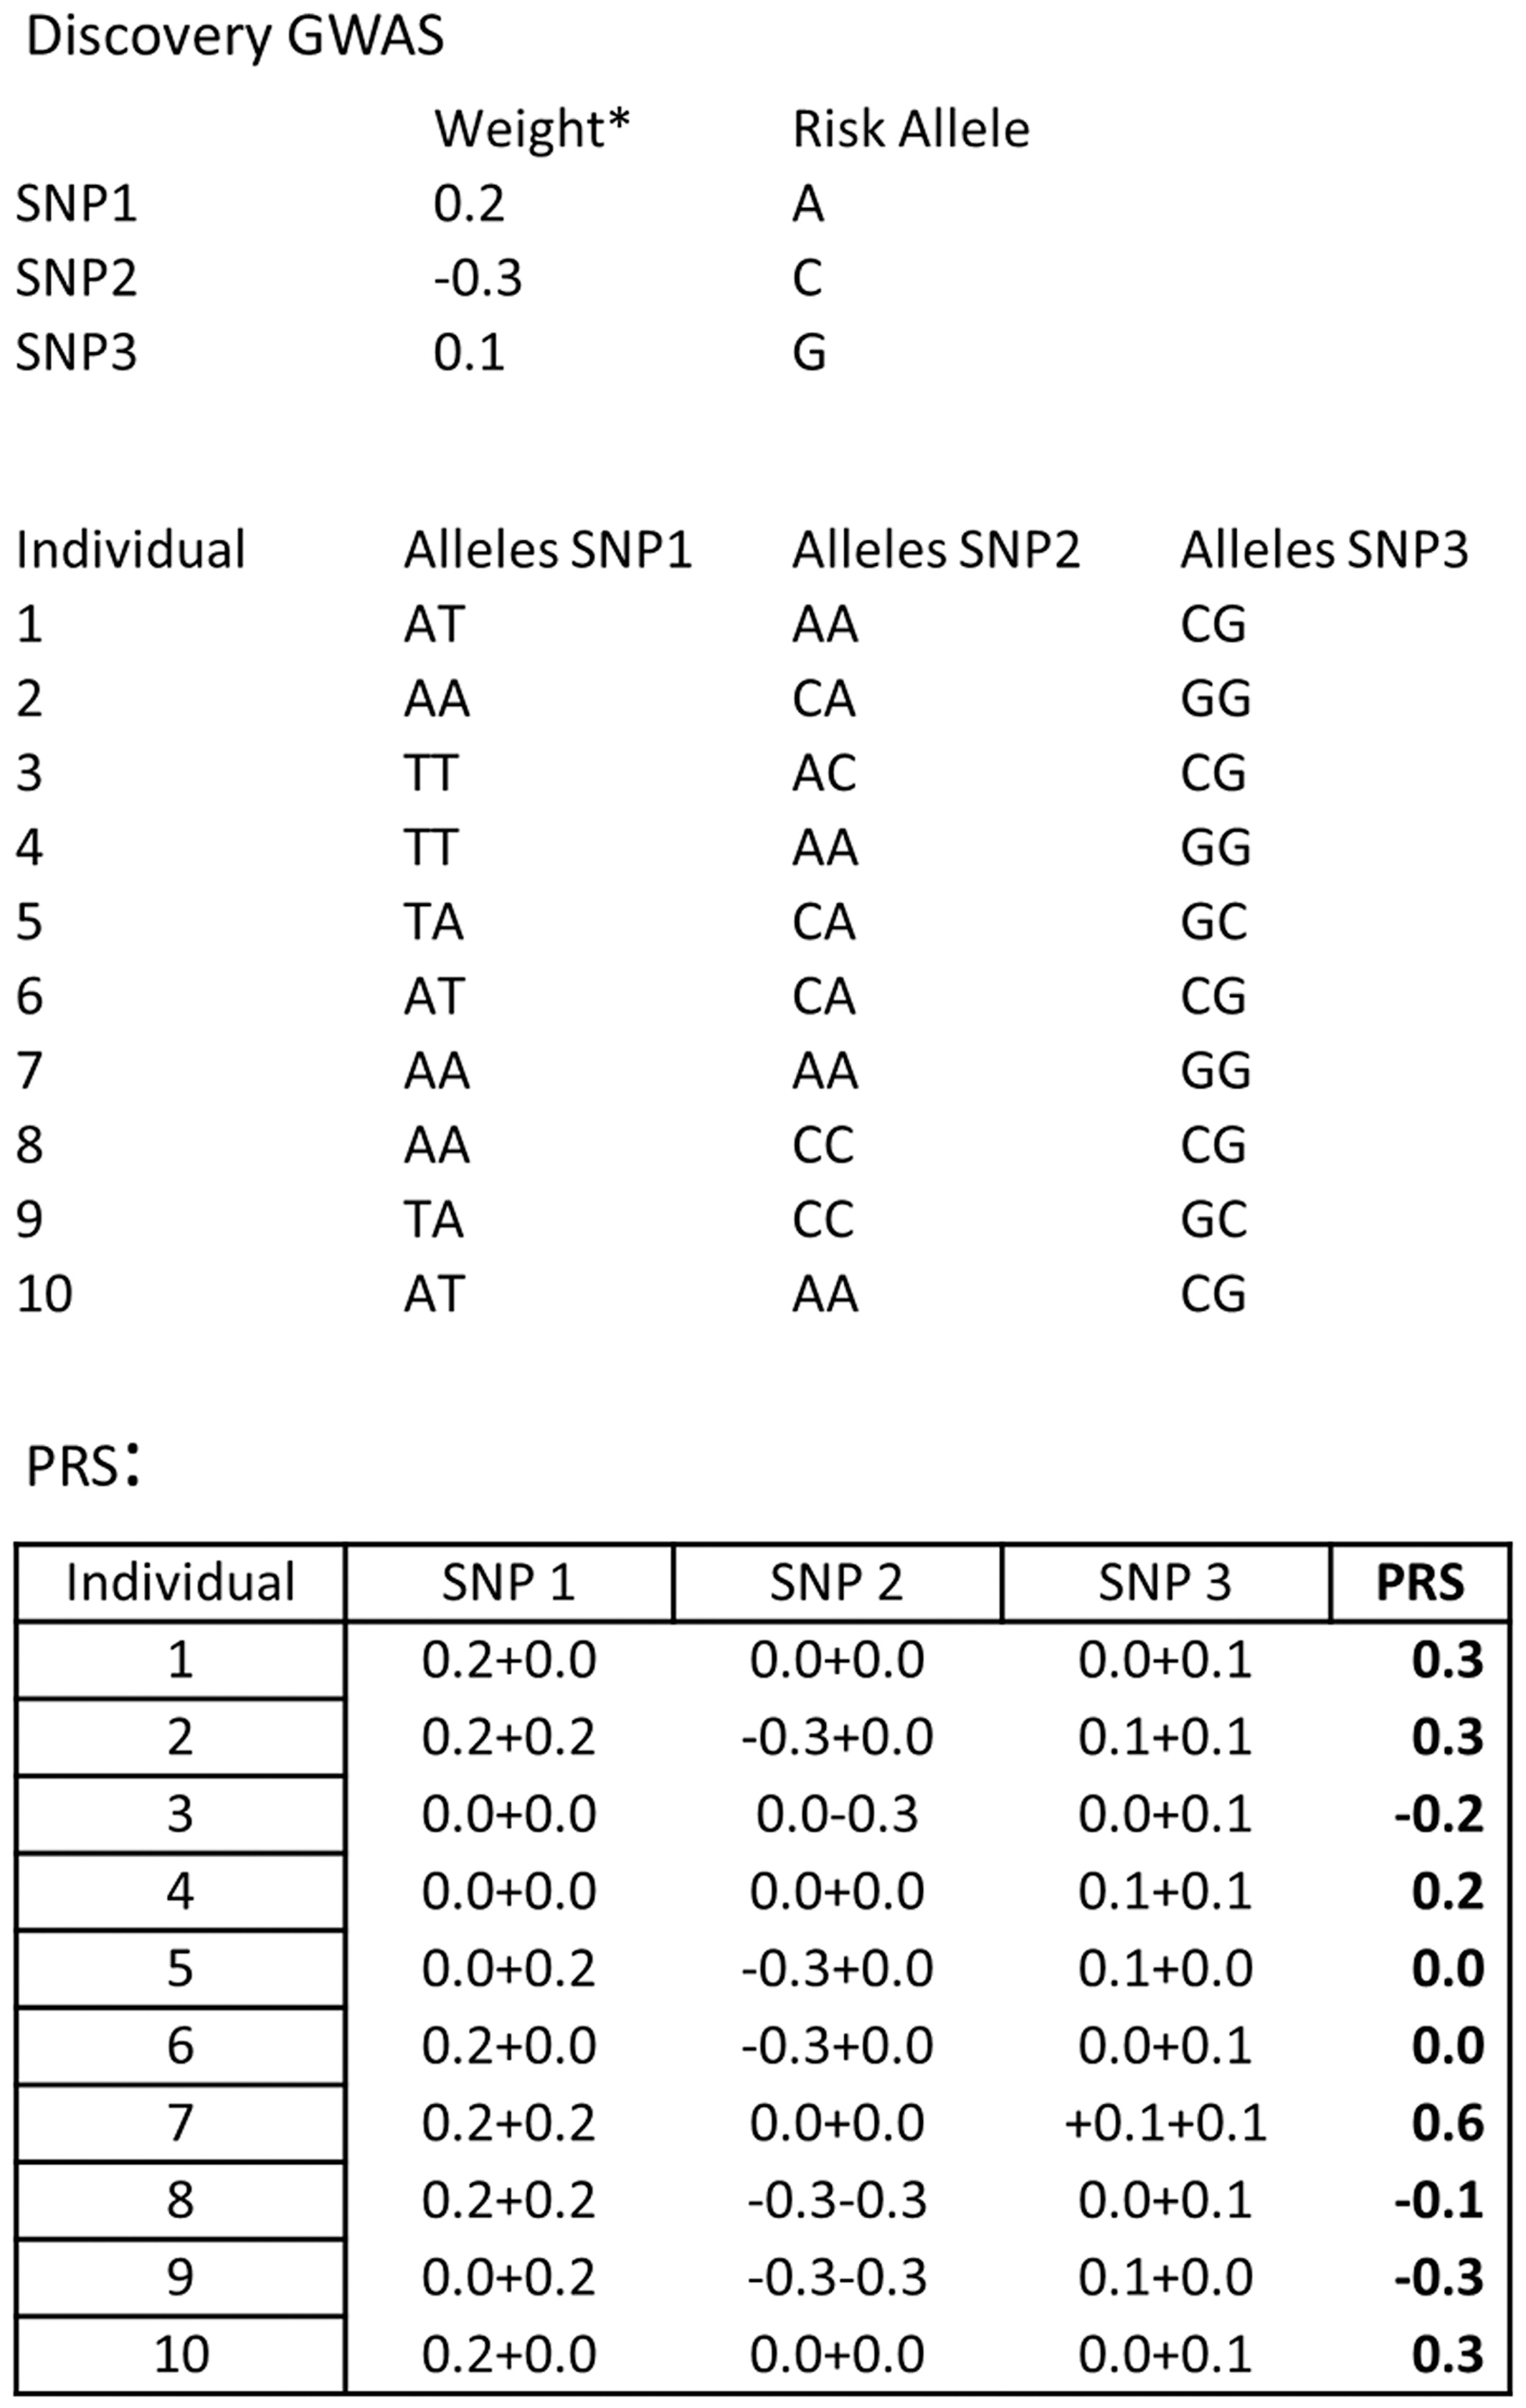 Discovery GWAS
Weight* Risk Allele
SNP1 0.2 A
SNP2 -0.3 C
SNP3 0.1 G
Individual Alleles SNP1 Alleles SNP2 Alleles SNP3
1 AT AA CG
2 AA CA GG
3 TT AC CG
4 TT AA GG
5 TA CA GC
6 AT CA CG
7 AA AA GG
8 AA CC CG
9 TA CC GC
10 AT AA CG
PRS:
Individual SNP 1 SNP 2 SNP 3 PRS
1 0.2+0.0 0.0+0.0 0.0+0.1 0.3
2 0.2+0.2 -0.3+0.0 0.1+0.1 0.3
3 0.0+0.0 0.0-0.3 0.0+0.1 -0.2
4 0.0+0.0 0.0+0.0 0.1+0.1 0.2
5 0.0+0.2 -0.3+0.0 0.1+0.0 0.0
6 0.2+0.0 -0.3+0.0 0.0+0.1 0.0
7 0.2+0.2 0.0+0.0 +0.1+0.1 0.6
8 0.2+0.2 -0.3-0.3 0.0+0.1 -0.1
9 0.0+0.2 -0.3-0.3 0.1+0.0 -0.3
10 0.2+0.0 0.0+0.0 0.0+0.1 0.3